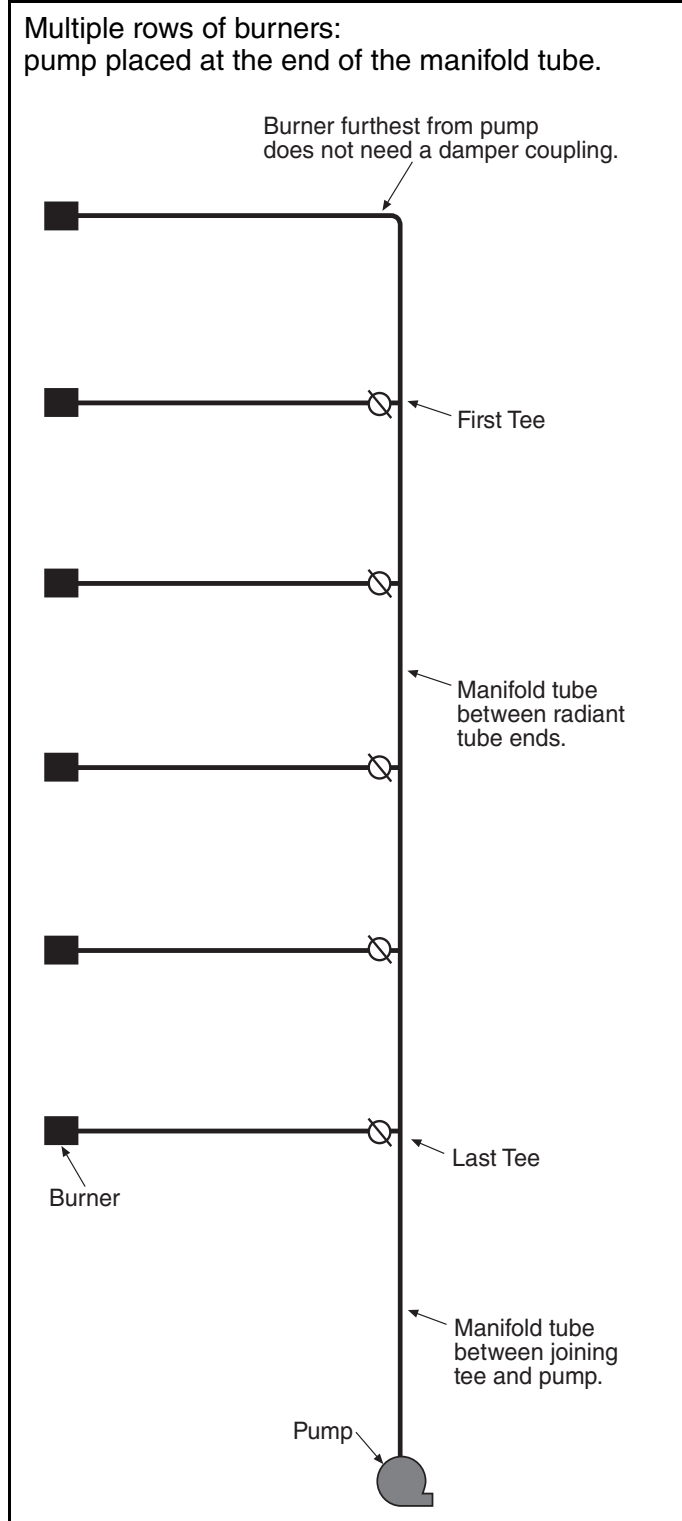 Multiple rows of burners:
pump placed at the end of the manifold tube.
Burner furthest from pump
does not need a damper coupling.
First Tee
Manifold tube
between radiant
tube ends.
Last Tee
Burner
Manifold tube
between joining
tee and pump.
Pump